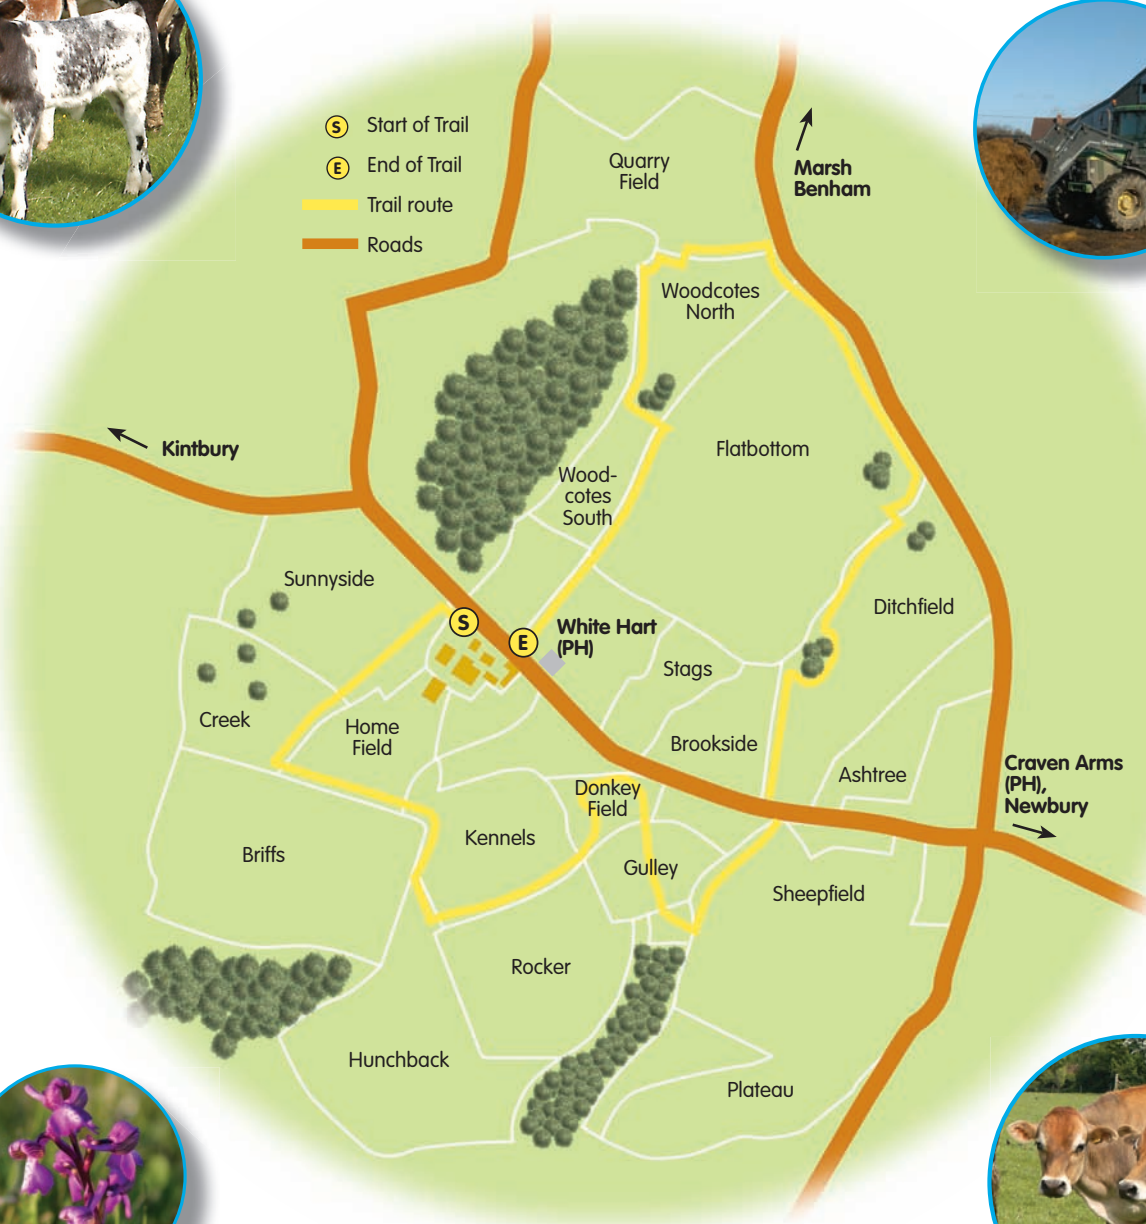 S Start of Trail
E End of Trail
Trail route
Roads
Quarry
Field
Marsh
Benham
Woodcotes
North
Kintbury
Flatbottom
Wood-
cotes
South
Sunnyside
Ditchfield
S
E
White Hart
(PH)
Stags
Creek
Home
Field
Brookside
Ashtree
Craven Arms
(PH),
Newbury
Donkey
Field
Kennels
Briffs
Gulley
Sheepfield
Rocker
Hunchback
Plateau